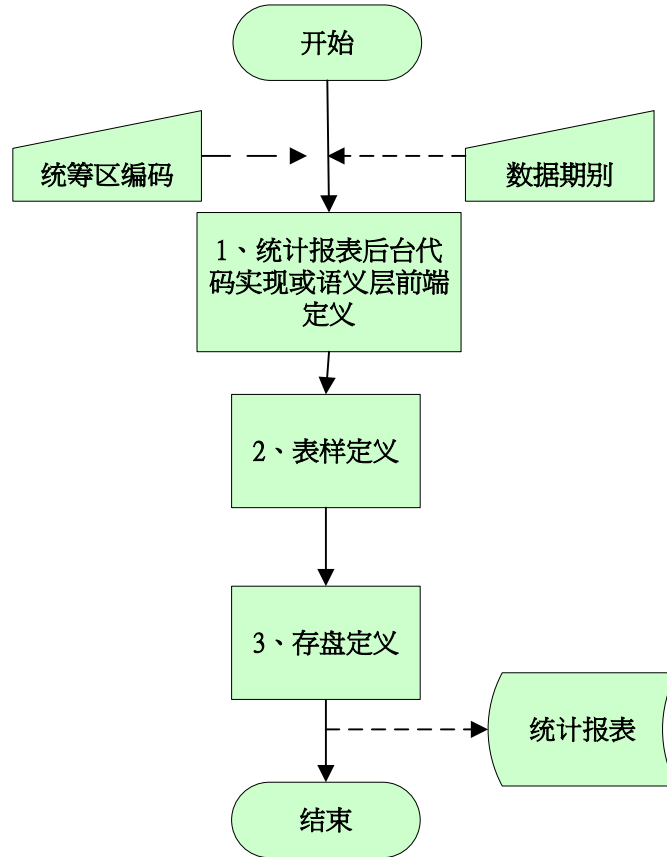 开始
统筹区编码
数据期别
1、统计报表后台代
码实现或语义层前端
定义
2、表样定义
3、存盘定义
统计报表
结束